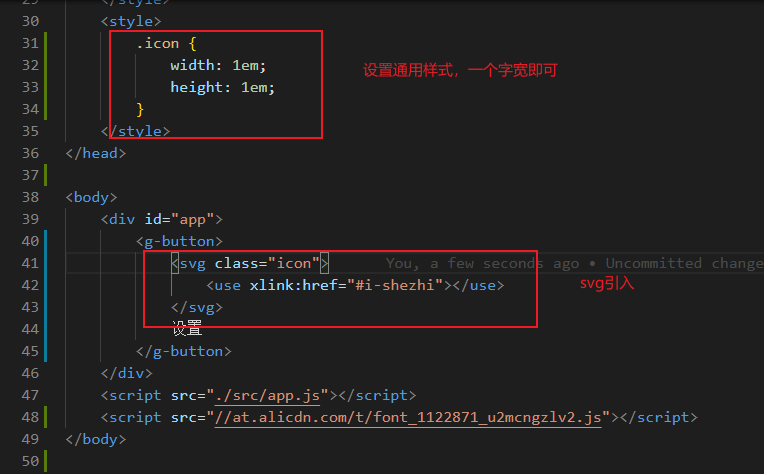 29 </style>
30 <style>
31 .icon {
32 width: 1em; 设置通用样式，一个字宽即可
33 height: 1em;
34 }
35 </style>
36 </head>
37
38 <body>
39 <div id="app">
40 <g-button>
41 <svg class="icon"> You, a few seconds ago • Uncommitted change
42 <use xlink:href="#i-shezhi"></use> svg引入
43 </svg>
44 设置
45 </g-button>
46 </div>
47 <script src="./src/app.js"></script>
48 <script src="//at.alicdn.com/t/font_1122871_u2mcngzlv2.js"></script>
49 </body>
50